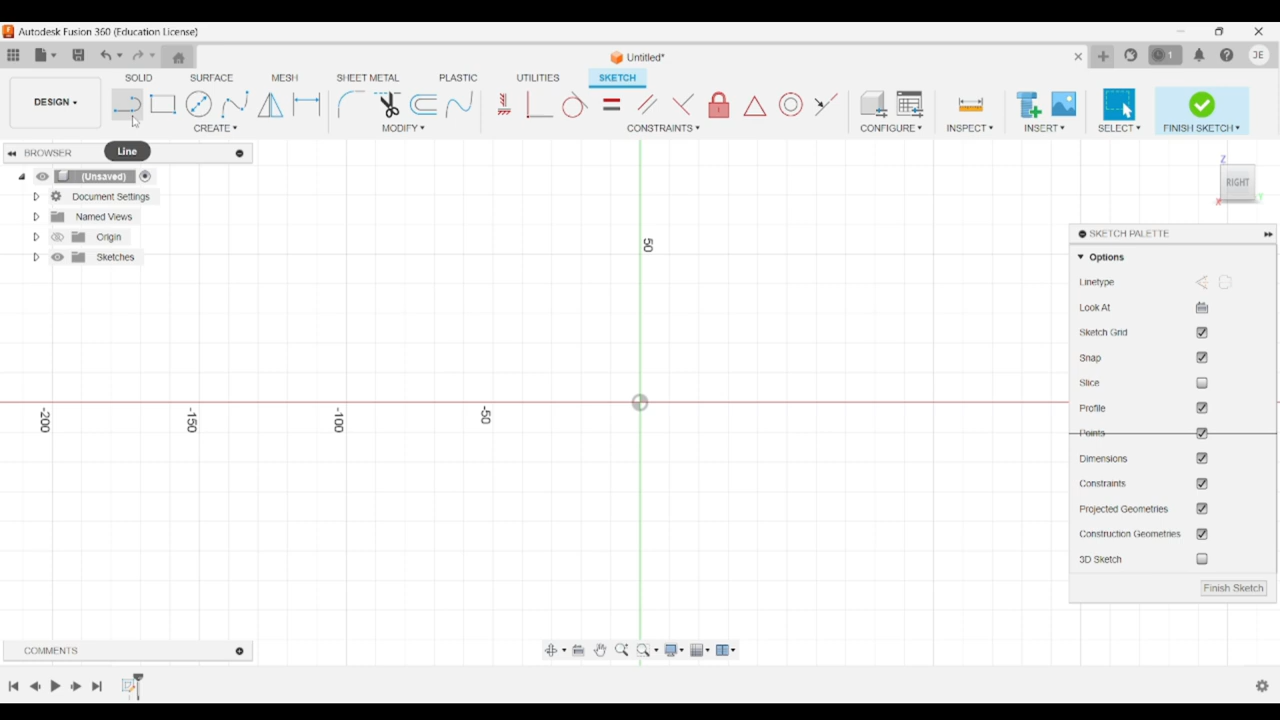 Autodesk Fusion 360 (Education License)
Untitled*
1
JE
SOLID SURFACE MESH SHEET METAL PLASTIC UTILITIES SKETCH
DESIGN
CREATE MODIFY CONSTRAINTS CONFIGURE INSPECT INSERT SELECT FINISH SKETCH
BROWSER
Line
(Unsaved)
Document Settings
Named Views
Origin
Sketches
Z
RIGHT
X
Y
50
-200
-150
-100
-50
SKETCH PALETTE
Options
Linetype
Look At
Sketch Grid
Snap
Slice
Profile
Points
Dimensions
Constraints
Projected Geometries
Construction Geometries
3D Sketch
Finish Sketch
COMMENTS